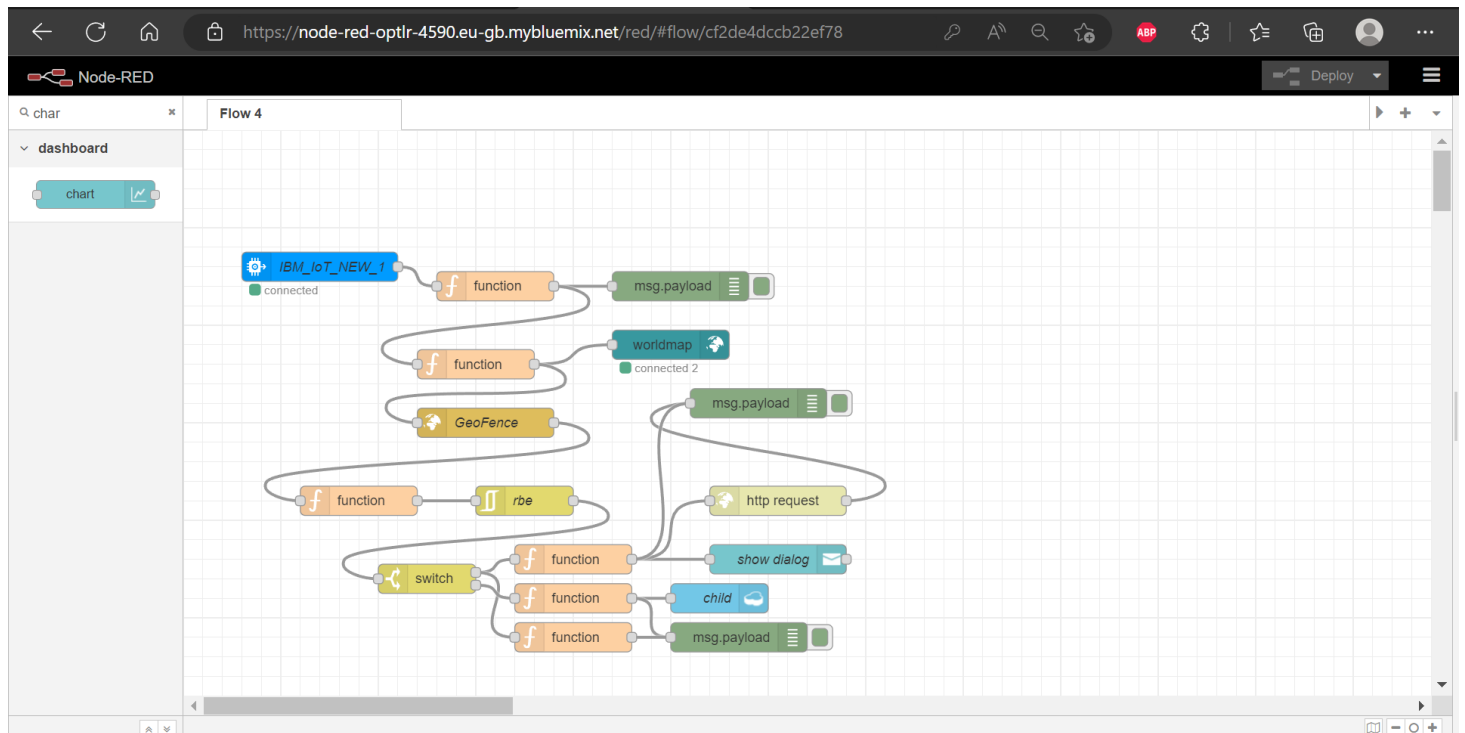 https://node-red-optlr-4590.eu-gb.mybluemix.net/red/#flow/cf2de4dccb22ef78
ABP
Node-RED
Deploy
char
Flow 4
dashboard
chart
IBM_IoT_NEW_1
connected
function
msg.payload
function
worldmap
connected 2
msg.payload
GeoFence
function
rbe
http request
function
show dialog
switch
function
child
function
msg.payload